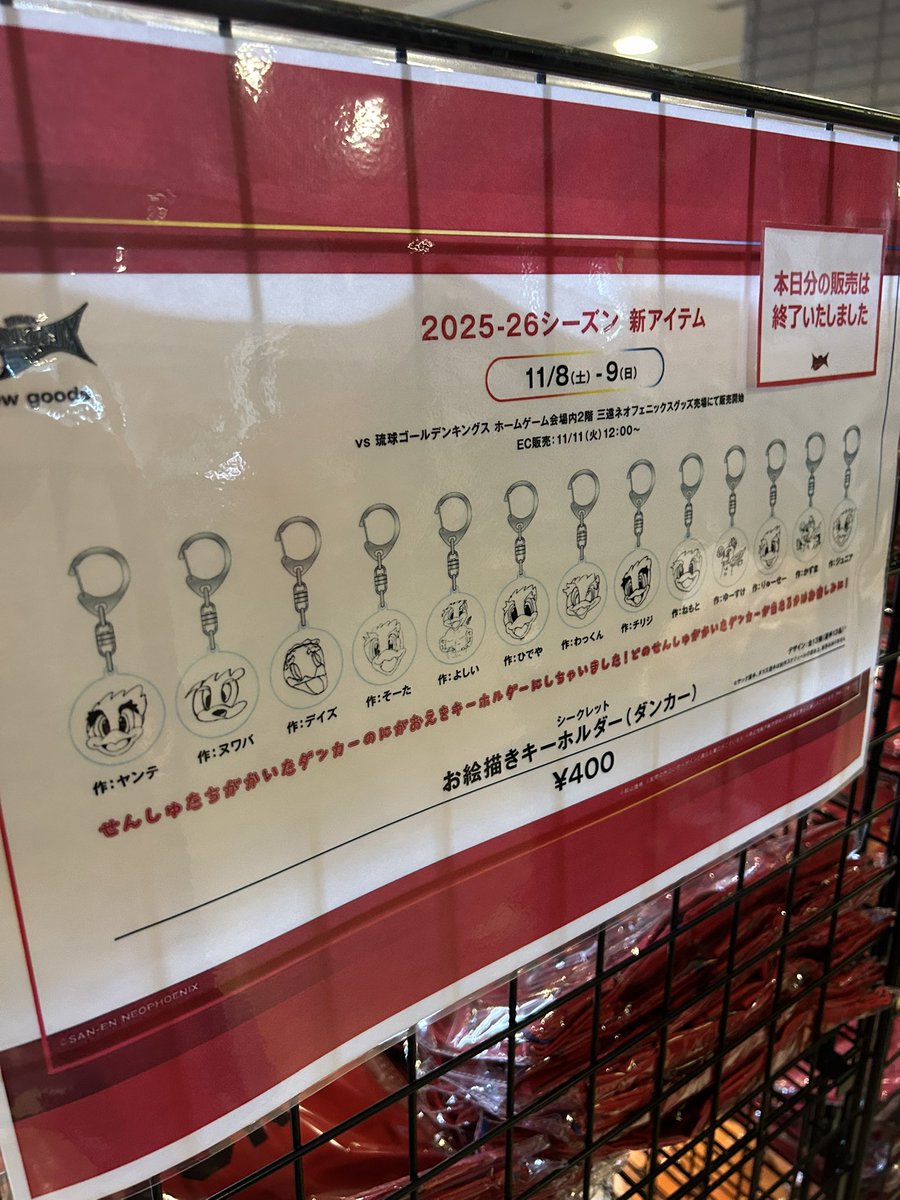 本日分の販売は
終了いたしました
new goods
2025-26シーズン 新アイテム
11/8(土) - 9(日)
vs 琉球ゴールデンキングス ホームゲーム会場内2階 三遠ネオフェニックスグッズ売場にて販売開始
EC販売：11/11(火)12:00～
作：ヤンテ
作：ヌワバ
作：デイズ
作：そーた
作：よしい
作：ひでや
作：わっくん
作：チリジ
作：ねもと
作：ゆーすけ
作：りゅーせー
作：かずま
作：ジュニア
せんしゅたちがかいたダンカーのにがおえをキーホルダーにしちゃいました！どのせんしゅがかいたダンカーが出るかはお楽しみに！
シークレット
お絵描きキーホルダー(ダンカー)
¥400
©SAN-EN NEOPHOENIX